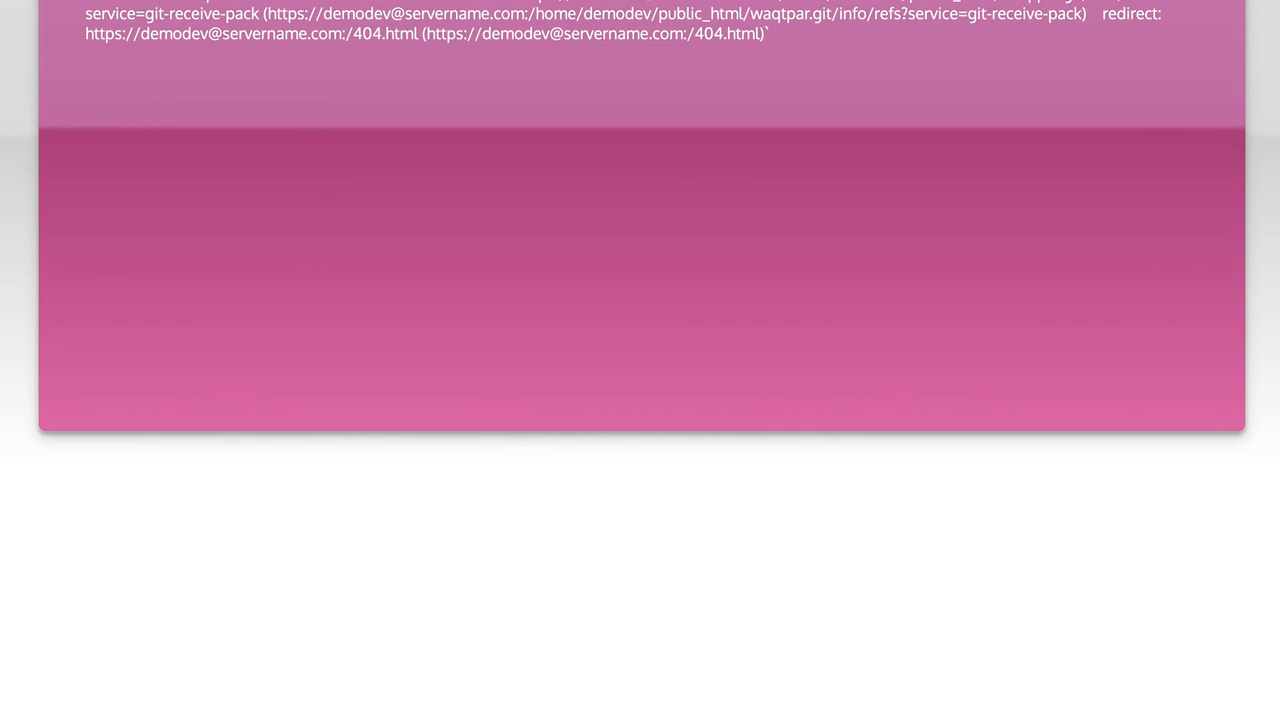 service=git-receive-pack (https://demodev@servername.com:/home/demodev/public_html/waqtpar.git/info/refs?service=git-receive-pack) redirect:
https://demodev@servername.com:/404.html (https://demodev@servername.com:/404.html)`